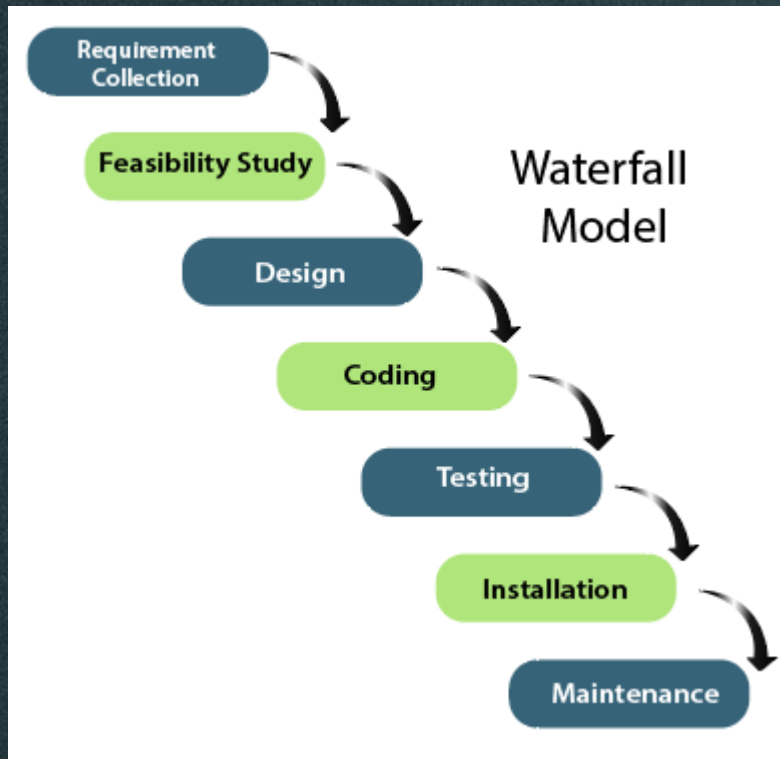 Requirement
Collection
Feasibility Study
Waterfall
Model
Design
Coding
Testing
Installation
Maintenance